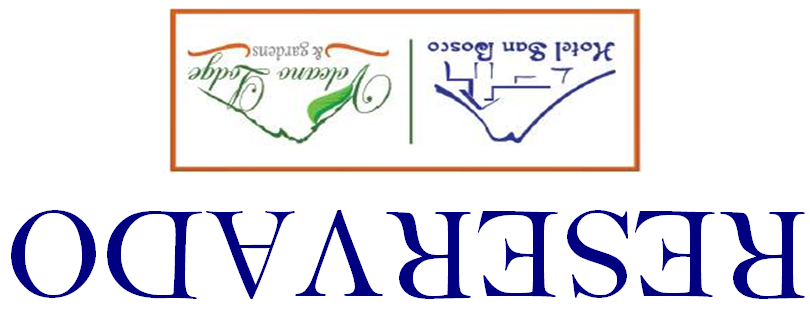 RESERVADO
Hotel San Bosco
Volcano Lodge
& gardens